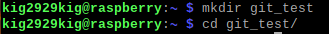 kig2929kig@raspberry:~ $ mkdir git_test
kig2929kig@raspberry:~ $ cd git_test/